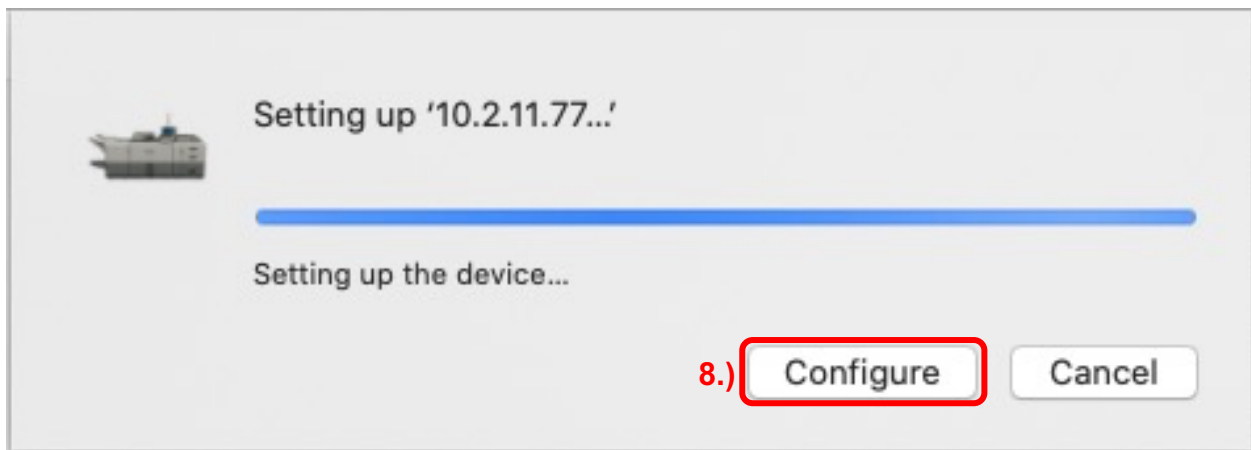 Setting up '10.2.11.77...'
Setting up the device...
8.) Configure Cancel